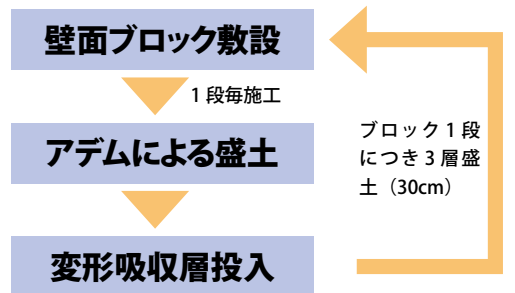 壁面ブロック敷設
1段毎施工
アデムによる盛土
ブロック1段
につき3層盛
土（30cm）
変形吸収層投入